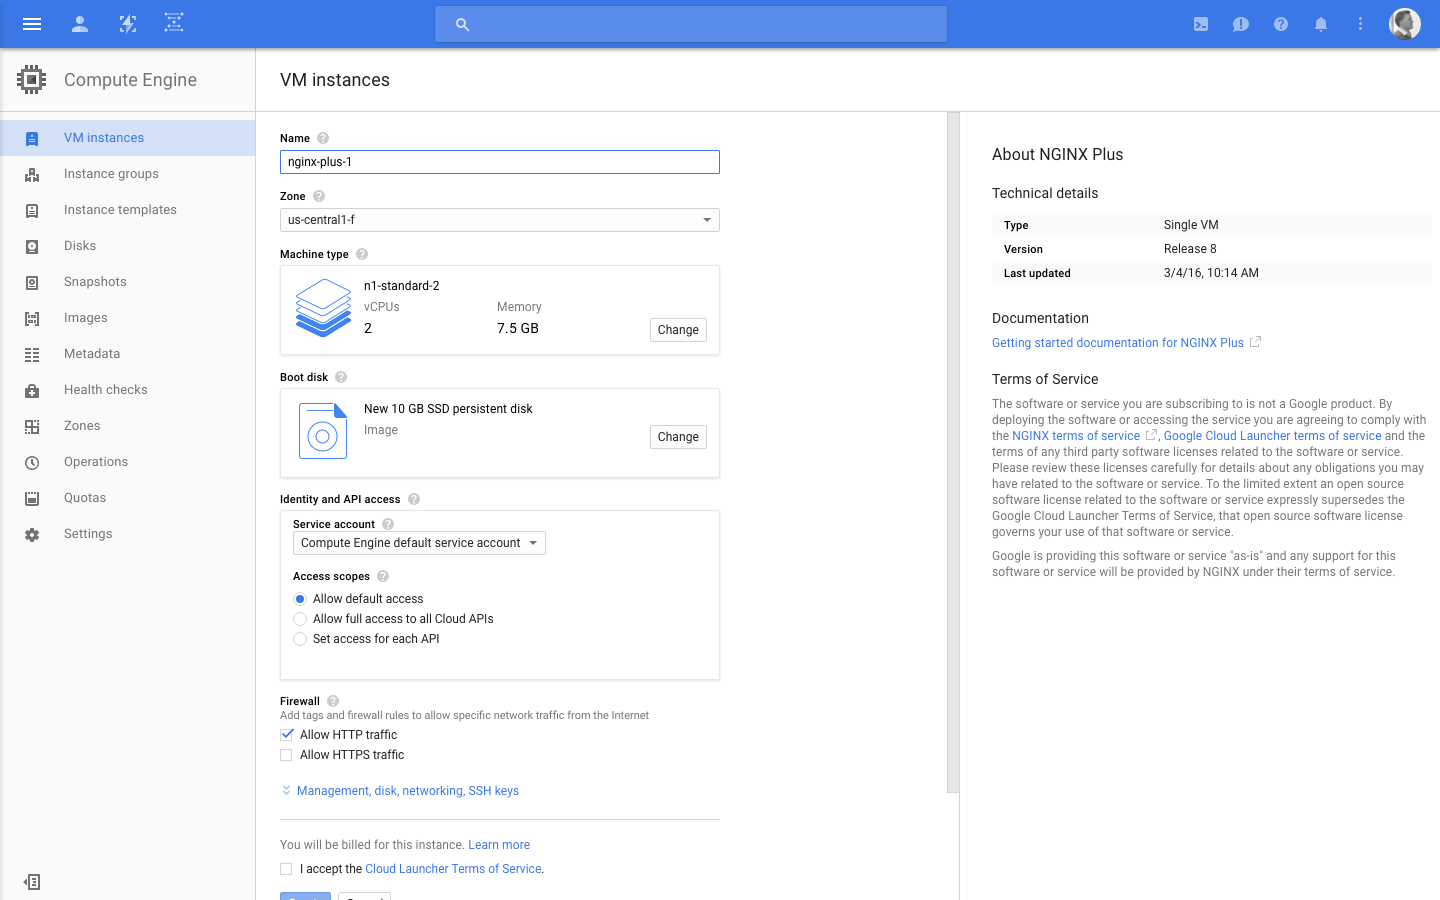 Compute Engine
VM instances
VM instances
Instance groups
Instance templates
Disks
Snapshots
Images
Metadata
Health checks
Zones
Operations
Quotas
Settings
Name
nginx-plus-1
Zone
us-central1-f
Machine type
n1-standard-2
vCPUs Memory
2 7.5 GB
Change
Boot disk
New 10 GB SSD persistent disk
Image
Change
Identity and API access
Service account
Compute Engine default service account
Access scopes
Allow default access
Allow full access to all Cloud APIs
Set access for each API
Firewall
Add tags and firewall rules to allow specific network traffic from the Internet
Allow HTTP traffic
Allow HTTPS traffic
Management, disk, networking, SSH keys
You will be billed for this instance. Learn more
I accept the Cloud Launcher Terms of Service.
About NGINX Plus
Technical details
Type Single VM
Version Release 8
Last updated 3/4/16, 10:14 AM
Documentation
Getting started documentation for NGINX Plus
Terms of Service
The software or service you are subscribing to is not a Google product. By
deploying the software or accessing the service you are agreeing to comply with
the NGINX terms of service , Google Cloud Launcher terms of service and the
terms of any third party software licenses related to the software or service.
Please review these licenses carefully for details about any obligations you may
have related to the software or service. To the limited extent an open source
software license related to the software or service expressly supersedes the
Google Cloud Launcher Terms of Service, that open source software license
governs your use of that software or service.
Google is providing this software or service "as-is" and any support for this
software or service will be provided by NGINX under their terms of service.